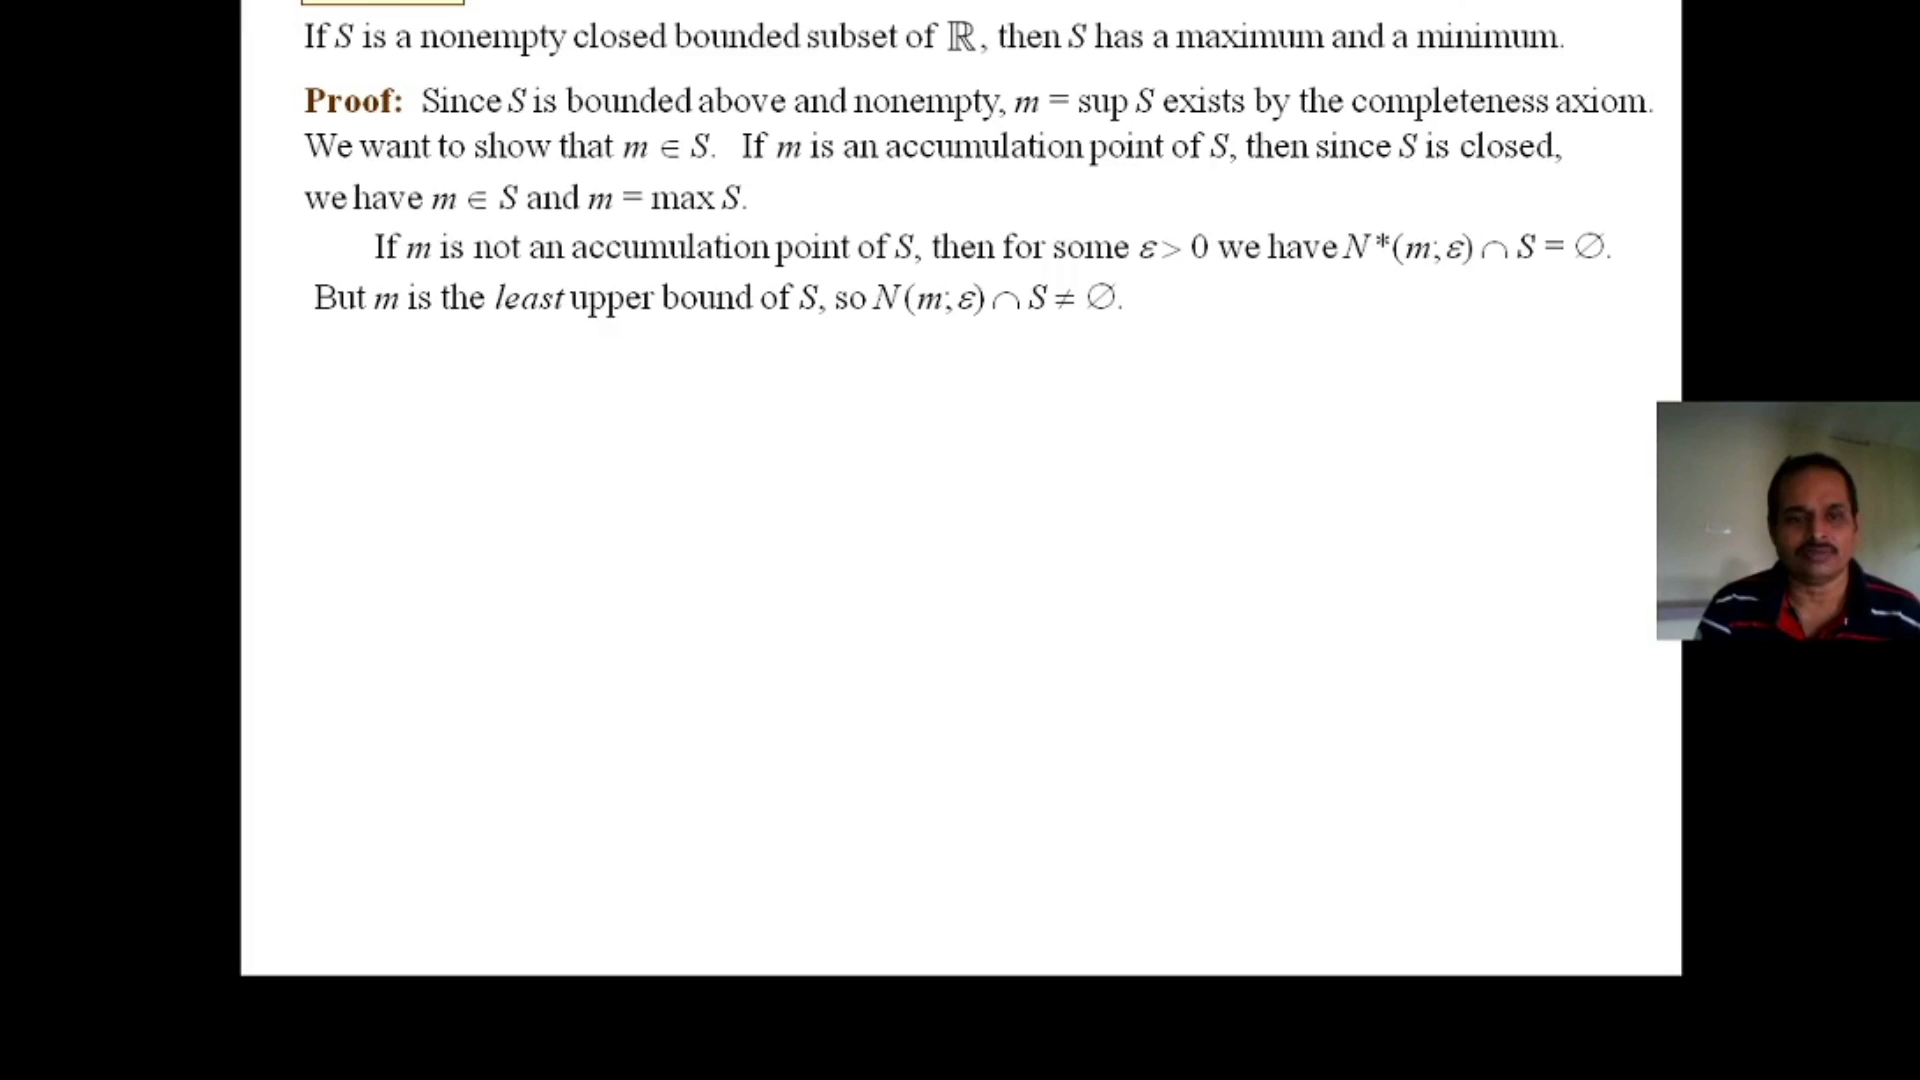 If S is a nonempty closed bounded subset of ℝ, then S has a maximum and a minimum.
Proof: Since S is bounded above and nonempty, m = sup S exists by the completeness axiom.
We want to show that m ∈ S. If m is an accumulation point of S, then since S is closed,
we have m ∈ S and m = max S.
If m is not an accumulation point of S, then for some ε > 0 we have N*(m; ε) ∩ S = ∅.
But m is the least upper bound of S, so N(m; ε) ∩ S ≠ ∅.